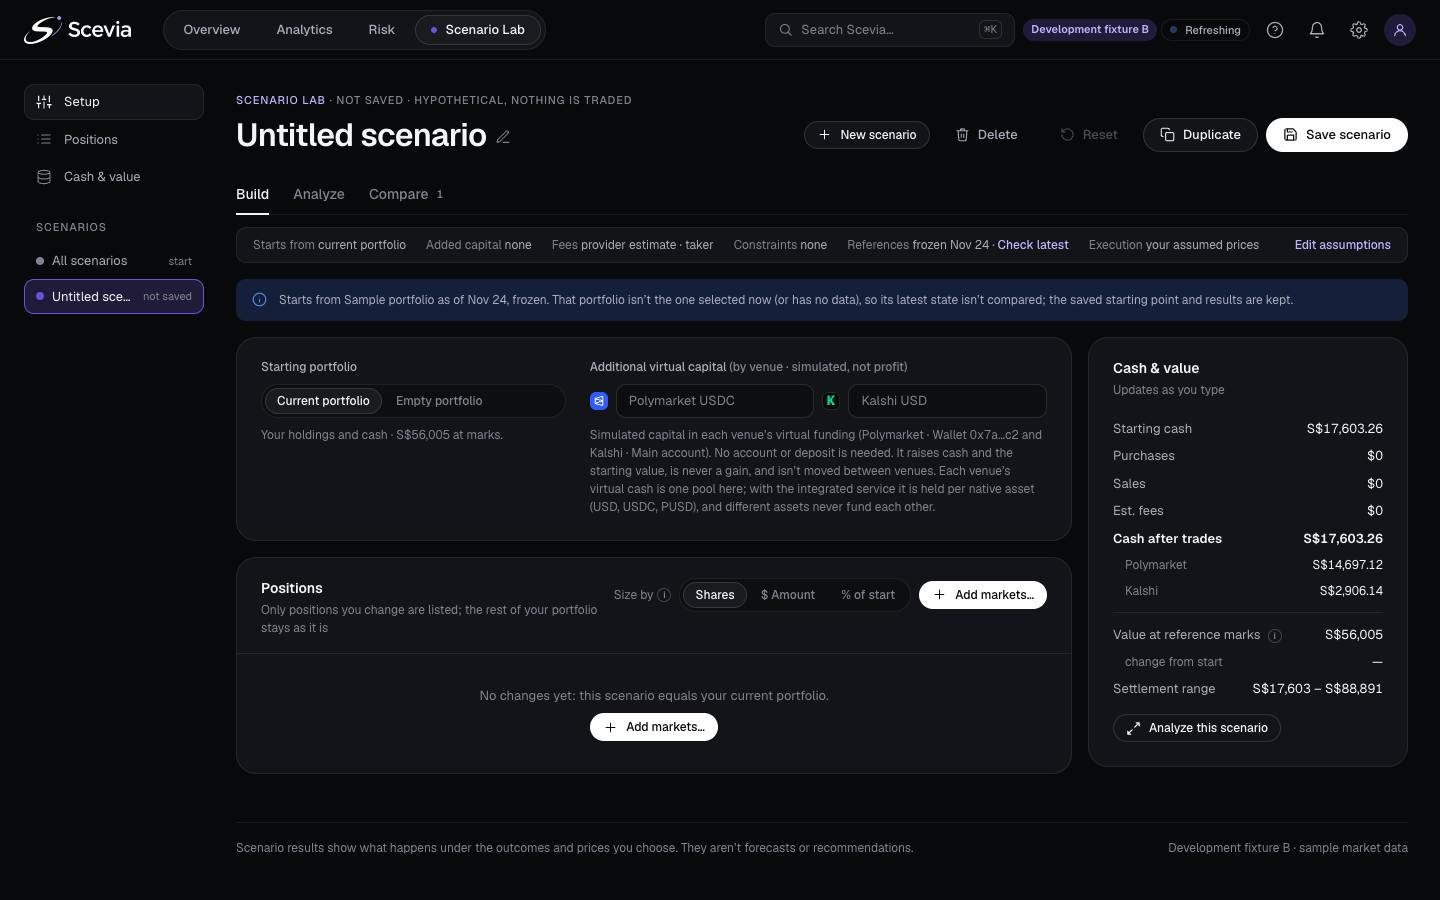 Scevia
Overview Analytics Risk Scenario Lab
Search Scevia... ⌘K
Development fixture B
Refreshing
Setup
Positions
Cash & value
SCENARIOS
All scenarios start
Untitled sce... not saved
SCENARIO LAB · NOT SAVED · HYPOTHETICAL, NOTHING IS TRADED
Untitled scenario
New scenario Delete Reset Duplicate Save scenario
Build Analyze Compare 1
Starts from current portfolio Added capital none Fees provider estimate · taker Constraints none References frozen Nov 24 · Check latest Execution your assumed prices Edit assumptions
Starts from Sample portfolio as of Nov 24, frozen. That portfolio isn't the one selected now (or has no data), so its latest state isn't compared; the saved starting point and results are kept.
Starting portfolio
Current portfolio Empty portfolio
Your holdings and cash · S$56,005 at marks.
Additional virtual capital (by venue · simulated, not profit)
Polymarket USDC K Kalshi USD
Simulated capital in each venue's virtual funding (Polymarket · Wallet 0x7a...c2 and
Kalshi · Main account). No account or deposit is needed. It raises cash and the
starting value, is never a gain, and isn't moved between venues. Each venue's
virtual cash is one pool here; with the integrated service it is held per native asset
(USD, USDC, PUSD), and different assets never fund each other.
Positions
Only positions you change are listed; the rest of your portfolio
stays as it is
Size by Shares $ Amount % of start Add markets...
No changes yet: this scenario equals your current portfolio.
Add markets...
Cash & value
Updates as you type
Starting cash S$17,603.26
Purchases $0
Sales $0
Est. fees $0
Cash after trades S$17,603.26
Polymarket S$14,697.12
Kalshi S$2,906.14
Value at reference marks S$56,005
change from start —
Settlement range S$17,603 – S$88,891
Analyze this scenario
Scenario results show what happens under the outcomes and prices you choose. They aren't forecasts or recommendations.
Development fixture B · sample market data